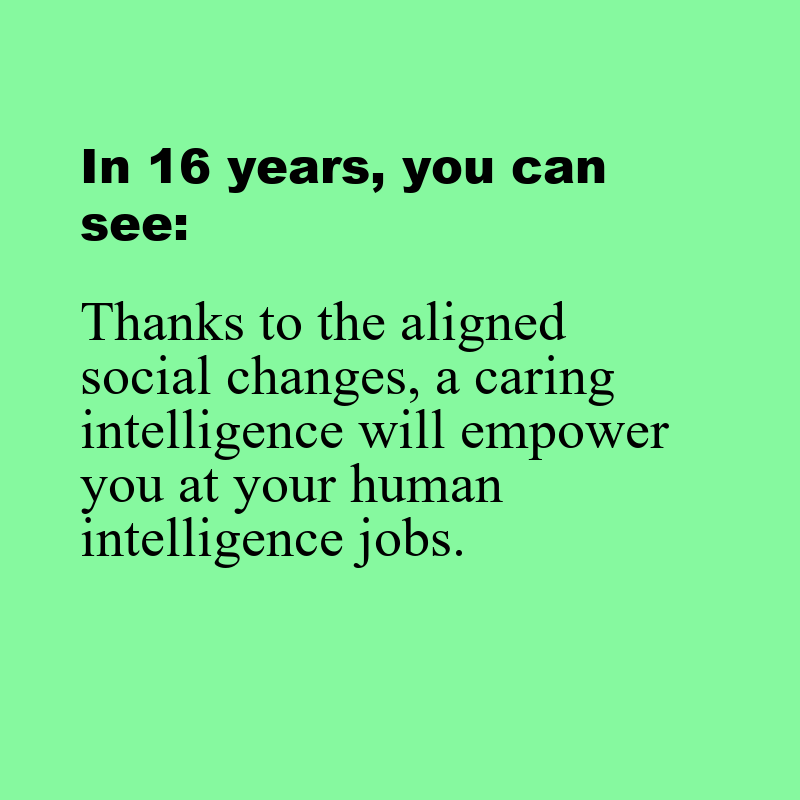 In 16 years, you can
see:
Thanks to the aligned
social changes, a caring
intelligence will empower
you at your human
intelligence jobs.